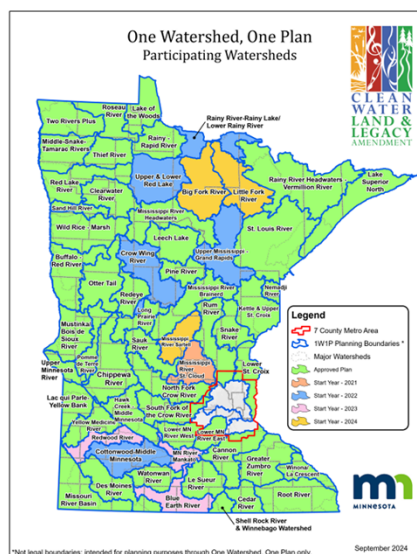 One Watershed, One Plan
Participating Watersheds
CLEAN
WATER
LAND &
LEGACY
AMENDMENT
Roseau
River
Lake of
the Woods
Rainy River-Rainy Lake/
Lower Rainy River
Two Rivers Plus
Rainy -
Rapid River
Middle-Snake-
Tamarac Rivers
Thief River
Lake
Superior
North
Upper & Lower
Red Lake
Big Fork River
Little Fork
River
Rainy River Headwaters
Vermilion River
Red Lake
River
Clearwater
River
Sand Hill River
Mississippi River
Headwaters
Wild Rice - Marsh
St. Louis River
Leech Lake
Upper Mississippi -
Grand Rapids
Buffalo -
Red River
Crow Wing
River
Pine River
Otter Tail
Nemadji
River
Redeye
River
Mississippi River
Brainerd
Long
Prairie
River
Rum
River
Kettle & Upper
St. Croix
Mustinka/
Bois de
Sioux River
Mississippi
River Sartell
Snake
River
Sauk
River
Pomme de
Terre River
Upper
Minnesota
River
Chippewa
River
Mississippi
River
St. Cloud
Lower
St. Croix
North Fork
Crow River
Lac qui Parle-
Yellow Bank
Hawk Creek
Middle
Minnesota
South Fork of
the Crow River
Yellow Medicine River
Lower MN
River West
Lower MN
River East
Redwood River
Cannon
River
Cottonwood-Middle
Minnesota
MN River
Mankato
Greater
Zumbro River
Winona/
La Crescent
Watonwan
River
Le Sueur
River
Des Moines
River
Missouri
River Basin
Blue Earth
River
Cedar
River
Root River
Shell Rock River
& Winnebago Watershed
Legend
7 County Metro Area
1W1P Planning Boundaries *
Major Watersheds
Approved Plan
Start Year - 2021
Start Year - 2022
Start Year - 2023
Start Year - 2024
MINNESOTA
*Not legal boundaries; intended for planning purposes through One Watershed, One Plan only
September 2024